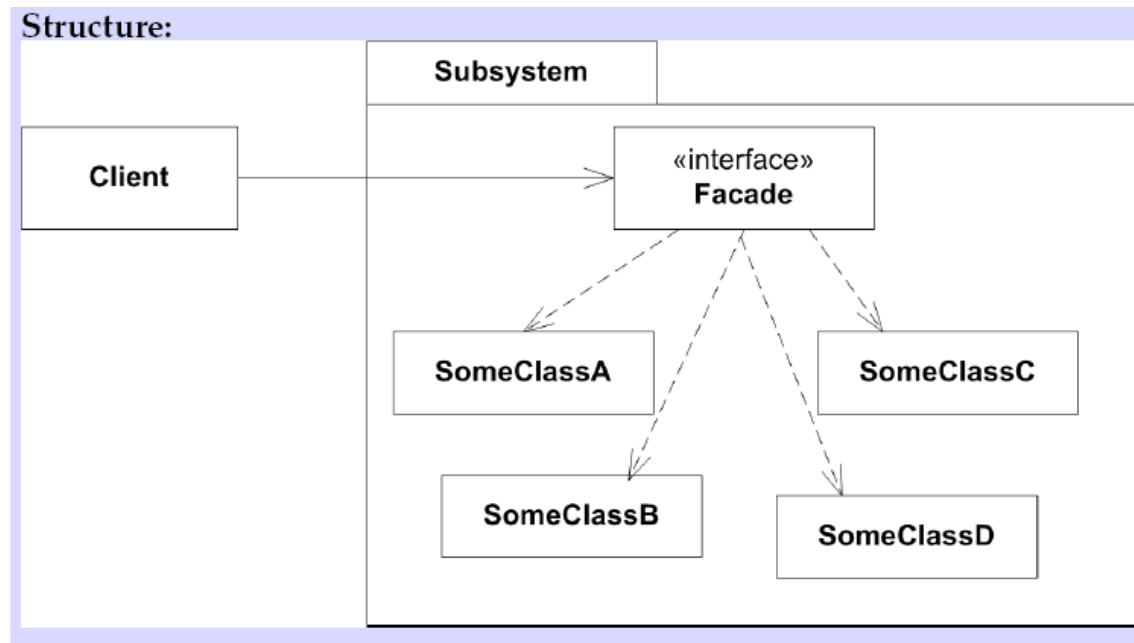 Structure:
Subsystem
Client
«interface»
Facade
SomeClassA
SomeClassC
SomeClassB
SomeClassD